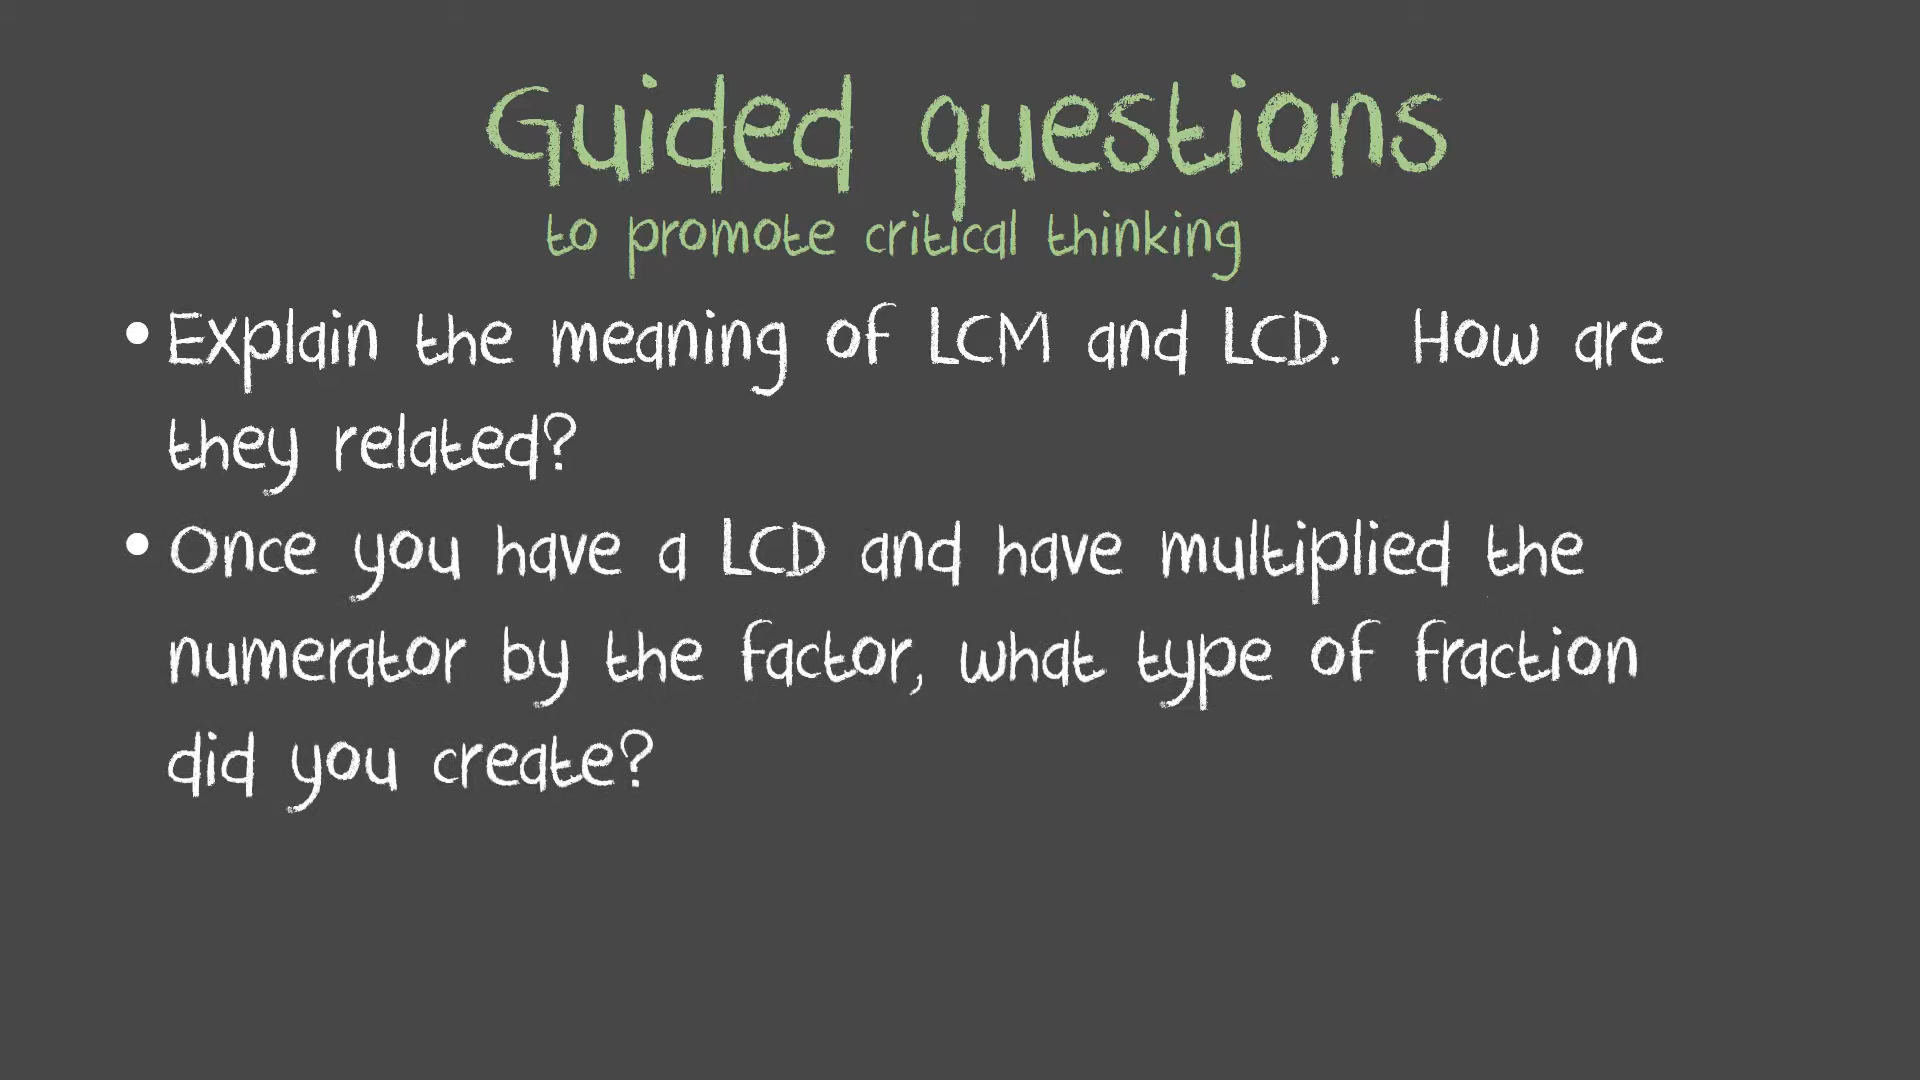 Guided questions
to promote critical thinking
• Explain the meaning of LCM and LCD.  How are
they related?
• Once you have a LCD and have multiplied the
numerator by the factor, what type of fraction
did you create?